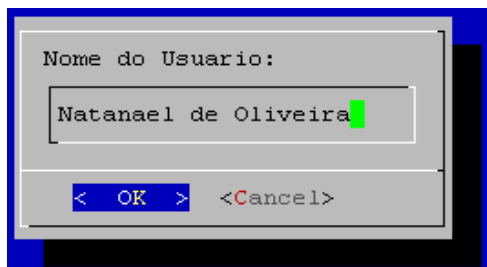 Nome do Usuario:
Natanael de Oliveira
< OK > <Cancel>